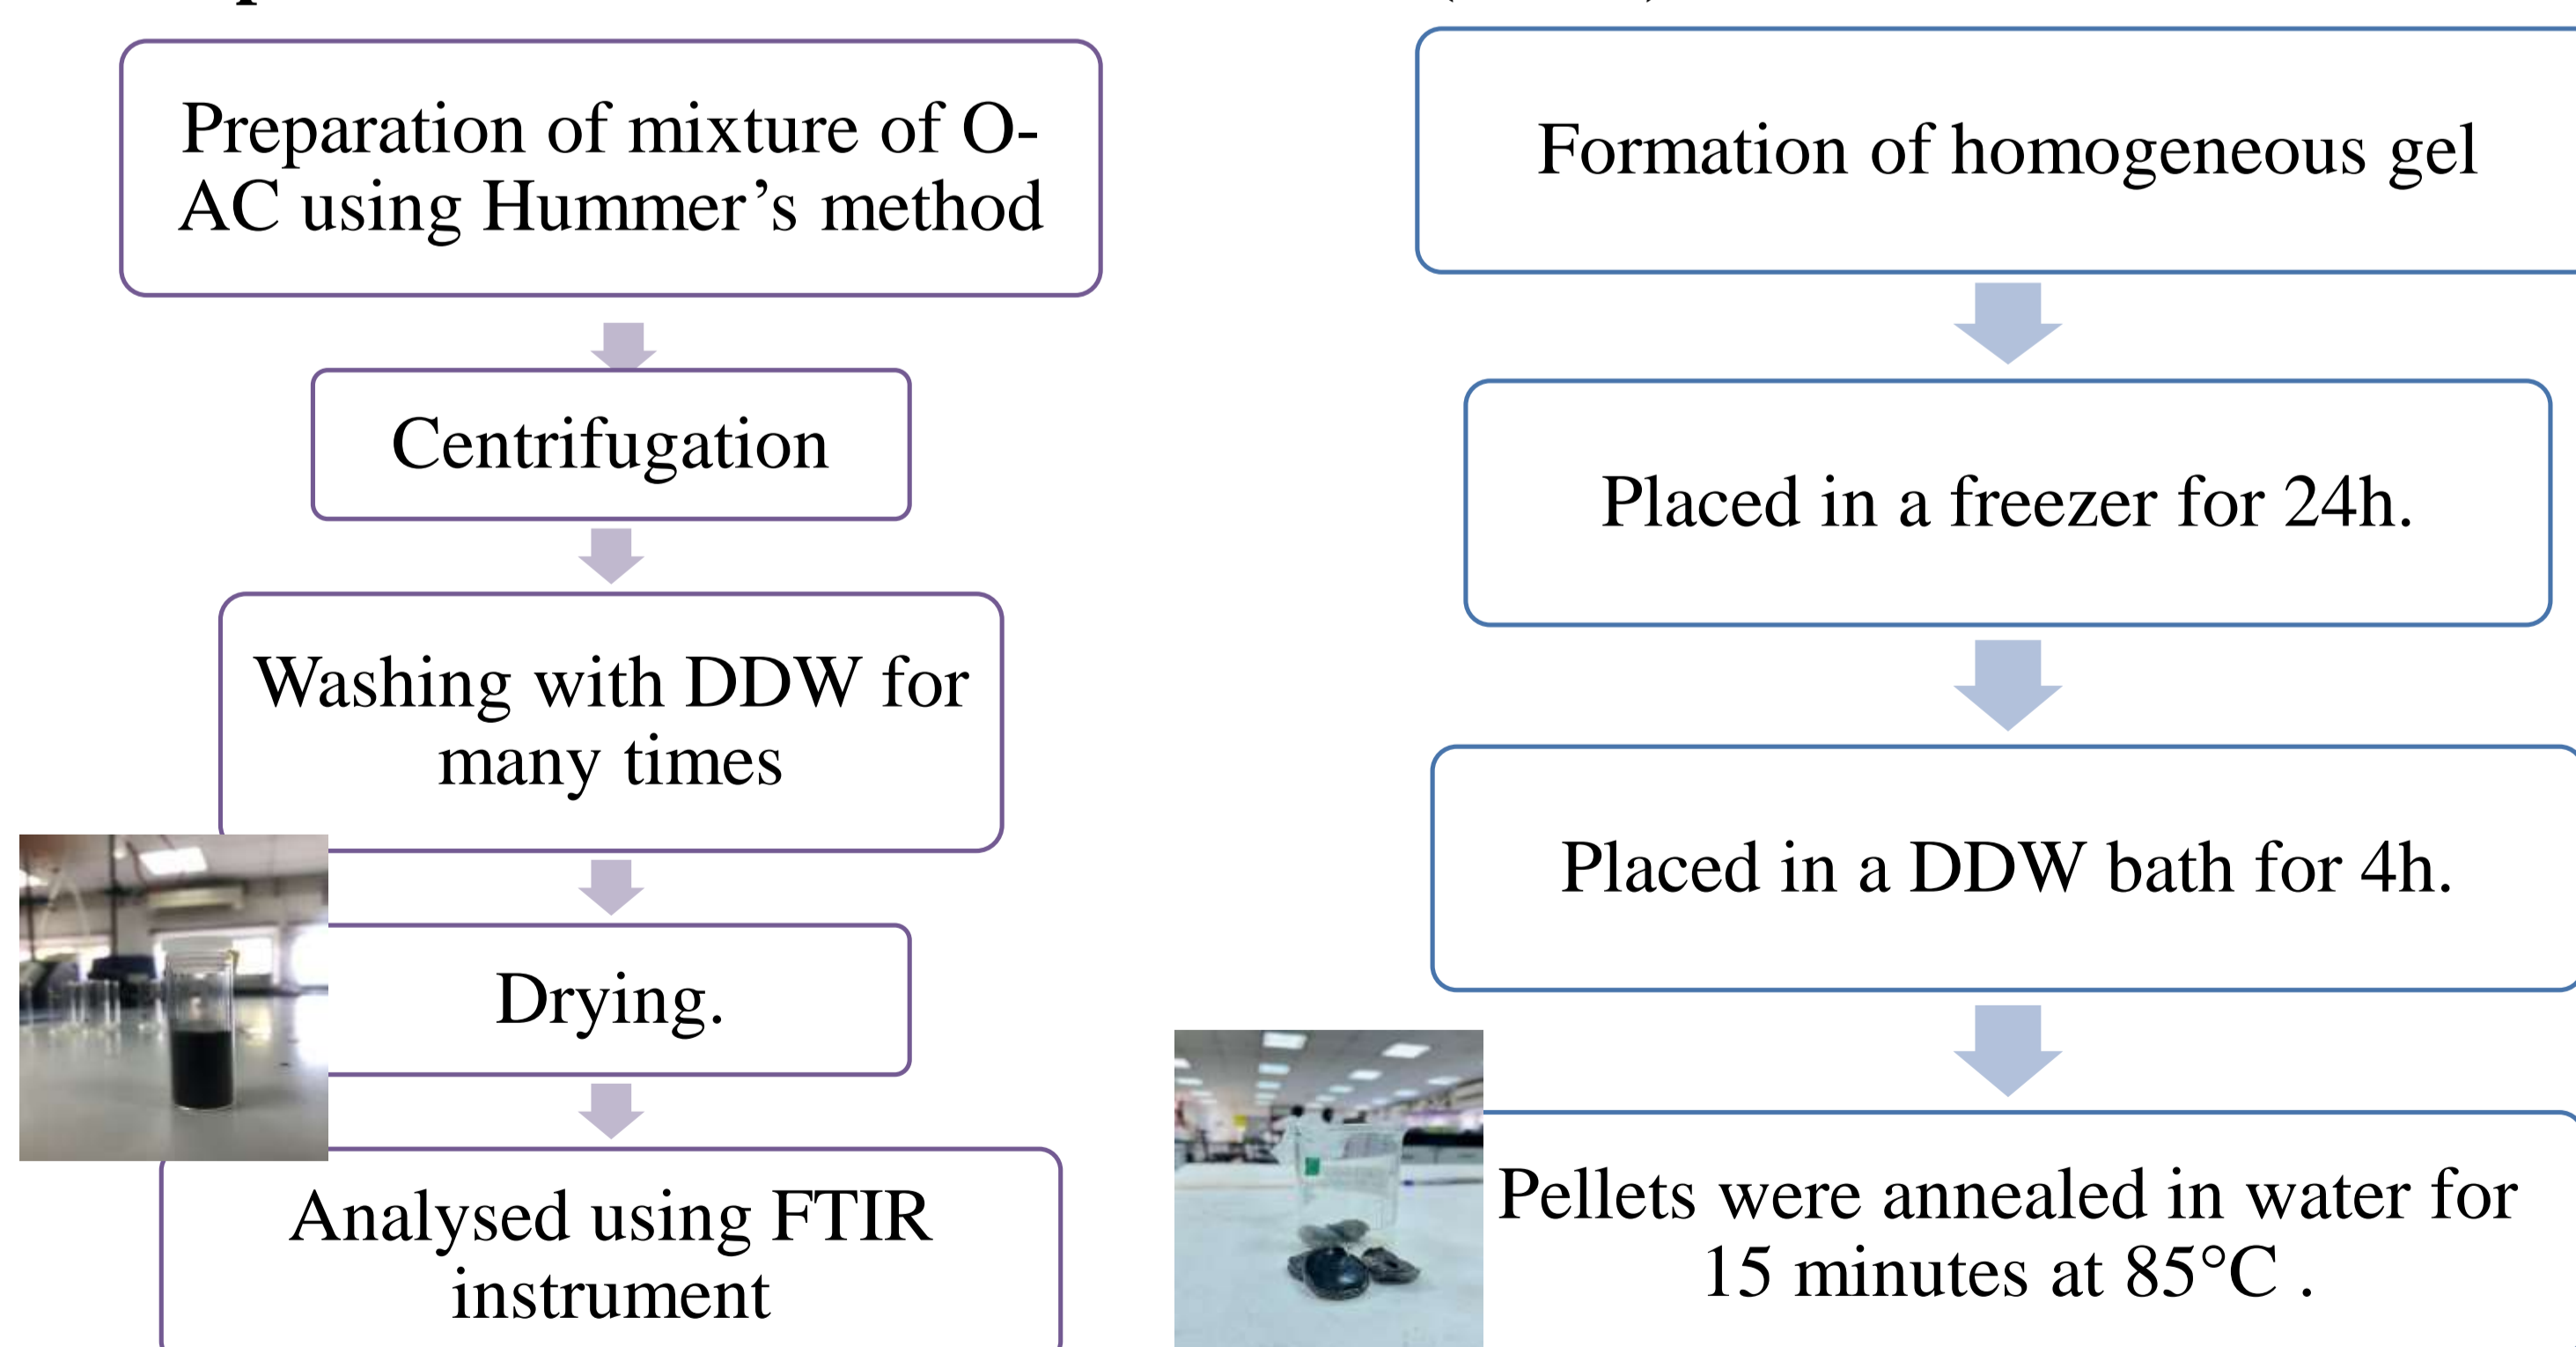 Preparation of mixture of O-
AC using Hummer’s method
Centrifugation
Washing with DDW for
many times
Drying.
Analysed using FTIR
instrument
Formation of homogeneous gel
Placed in a freezer for 24h.
Placed in a DDW bath for 4h.
Pellets were annealed in water for
15 minutes at 85°C .